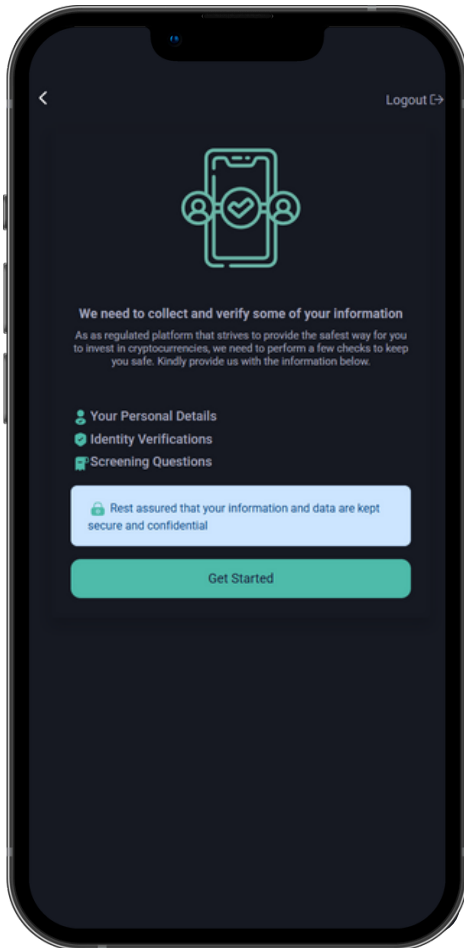 Logout
We need to collect and verify some of your information
As as regulated platform that strives to provide the safest way for you
to invest in cryptocurrencies, we need to perform a few checks to keep
you safe. Kindly provide us with the information below.
Your Personal Details
Identity Verifications
Screening Questions
Rest assured that your information and data are kept
secure and confidential
Get Started